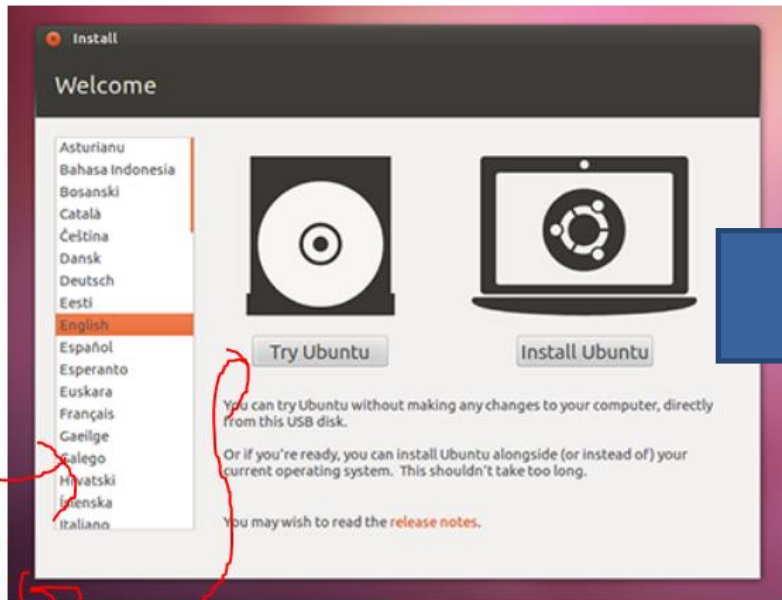 Install
Welcome
Asturianu
Bahasa Indonesia
Bosanski
Català
Čeština
Dansk
Deutsch
Eesti
English
Español
Esperanto
Euskara
Français
Gaeilge
Galego
Hrvatski
Íslenska
Italiano
Try Ubuntu
Install Ubuntu
You can try Ubuntu without making any changes to your computer, directly
from this USB disk.
Or if you're ready, you can install Ubuntu alongside (or instead of) your
current operating system. This shouldn't take too long.
You may wish to read the release notes.